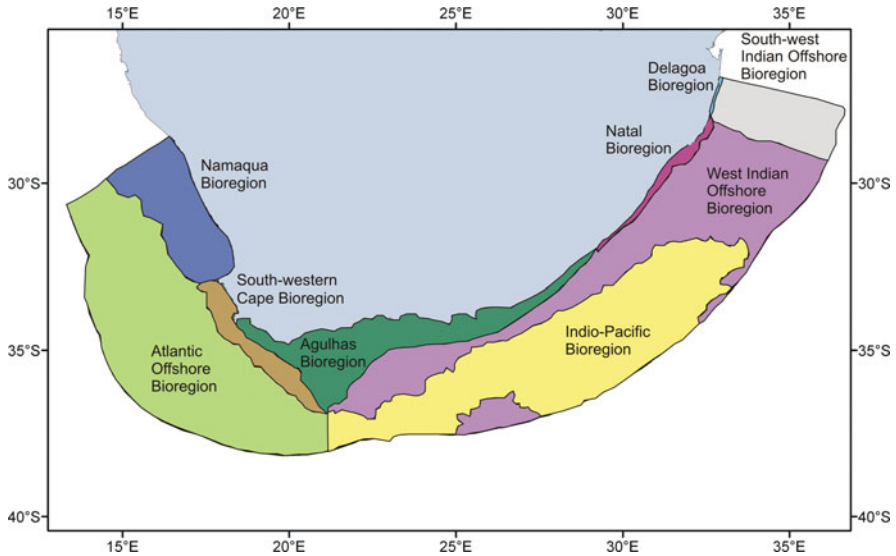 15°E
20°E
25°E
30°E
35°E
South-west
Indian Offshore
Bioregion
Delagoa
Bioregion
Natal
Bioregion
Namaqua
Bioregion
30°S
30°S
West Indian
Offshore
Bioregion
South-western
Cape Bioregion
Indio-Pacific
Bioregion
Agulhas
Bioregion
Atlantic
Offshore
Bioregion
35°S
35°S
40°S
40°S
15°E
20°E
25°E
30°E
35°E